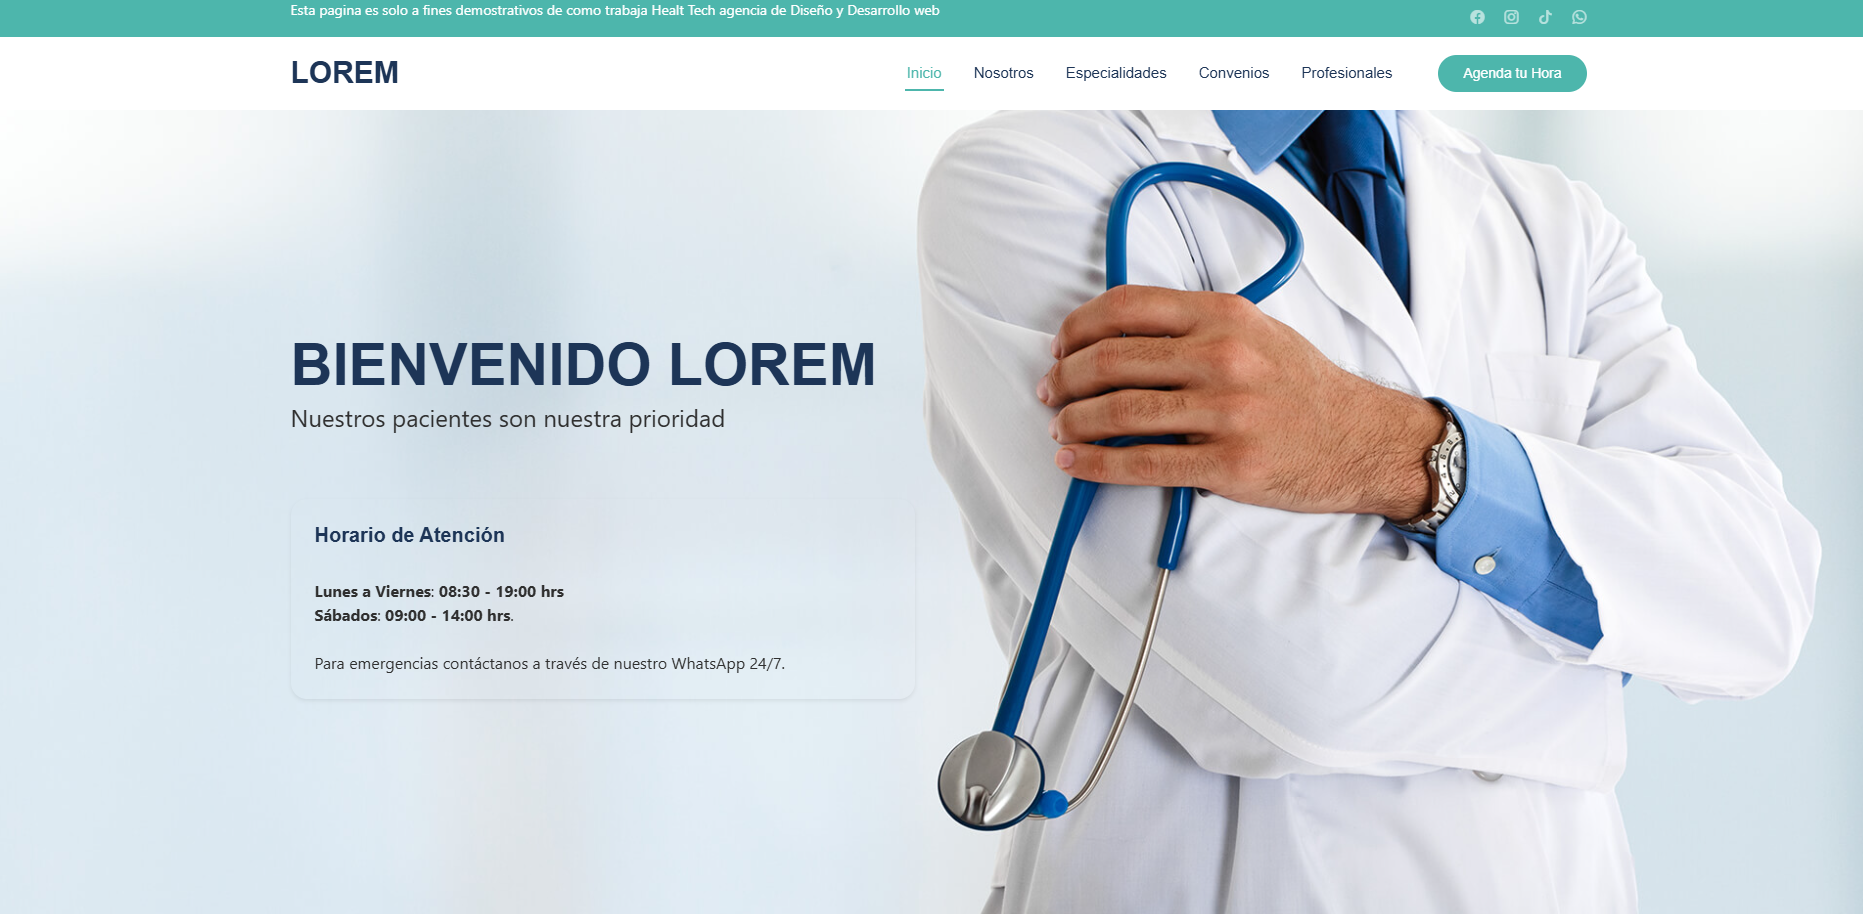 Esta pagina es solo a fines demostrativos de como trabaja Healt Tech agencia de Diseño y Desarrollo web
LOREM
Inicio
Nosotros
Especialidades
Convenios
Profesionales
Agenda tu Hora
BIENVENIDO LOREM
Nuestros pacientes son nuestra prioridad
Horario de Atención
Lunes a Viernes: 08:30 - 19:00 hrs
Sábados: 09:00 - 14:00 hrs.
Para emergencias contáctanos a través de nuestro WhatsApp 24/7.